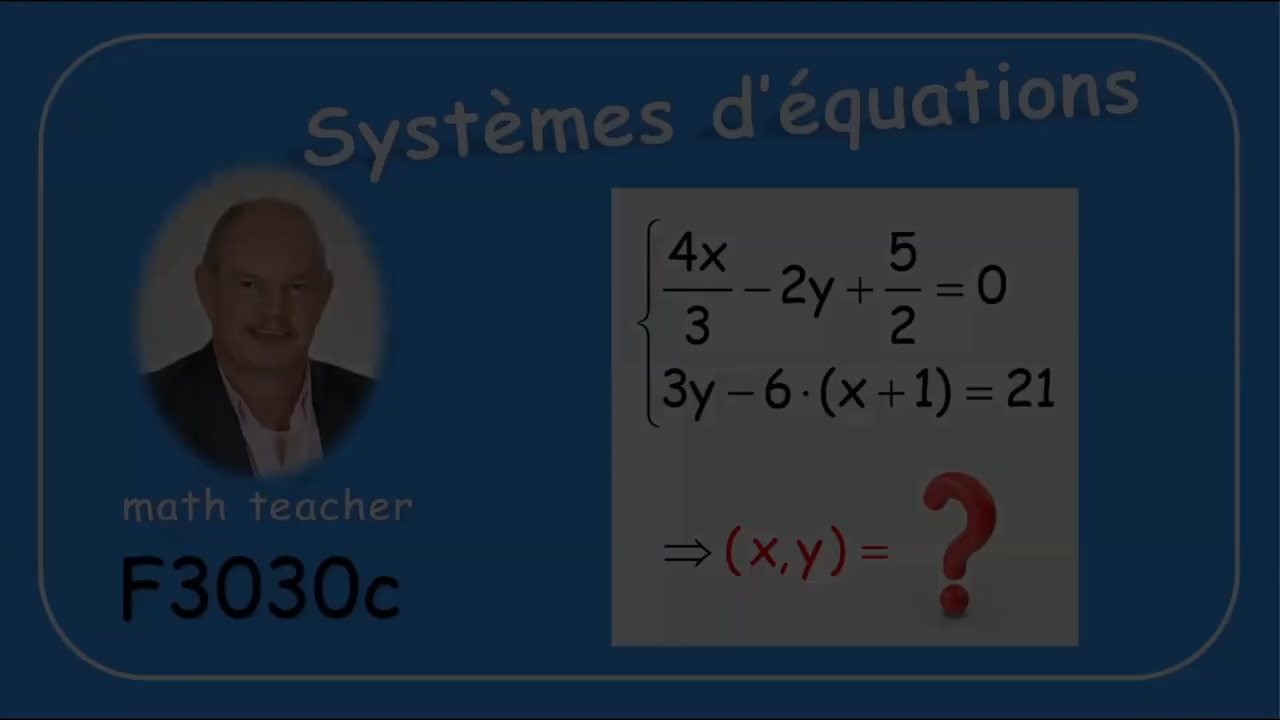 Systèmes d'équations
4x/3 − 2y + 5/2 = 0
3y − 6·(x + 1) = 21
⇒ (x,y) = ?
math teacher
F3030c